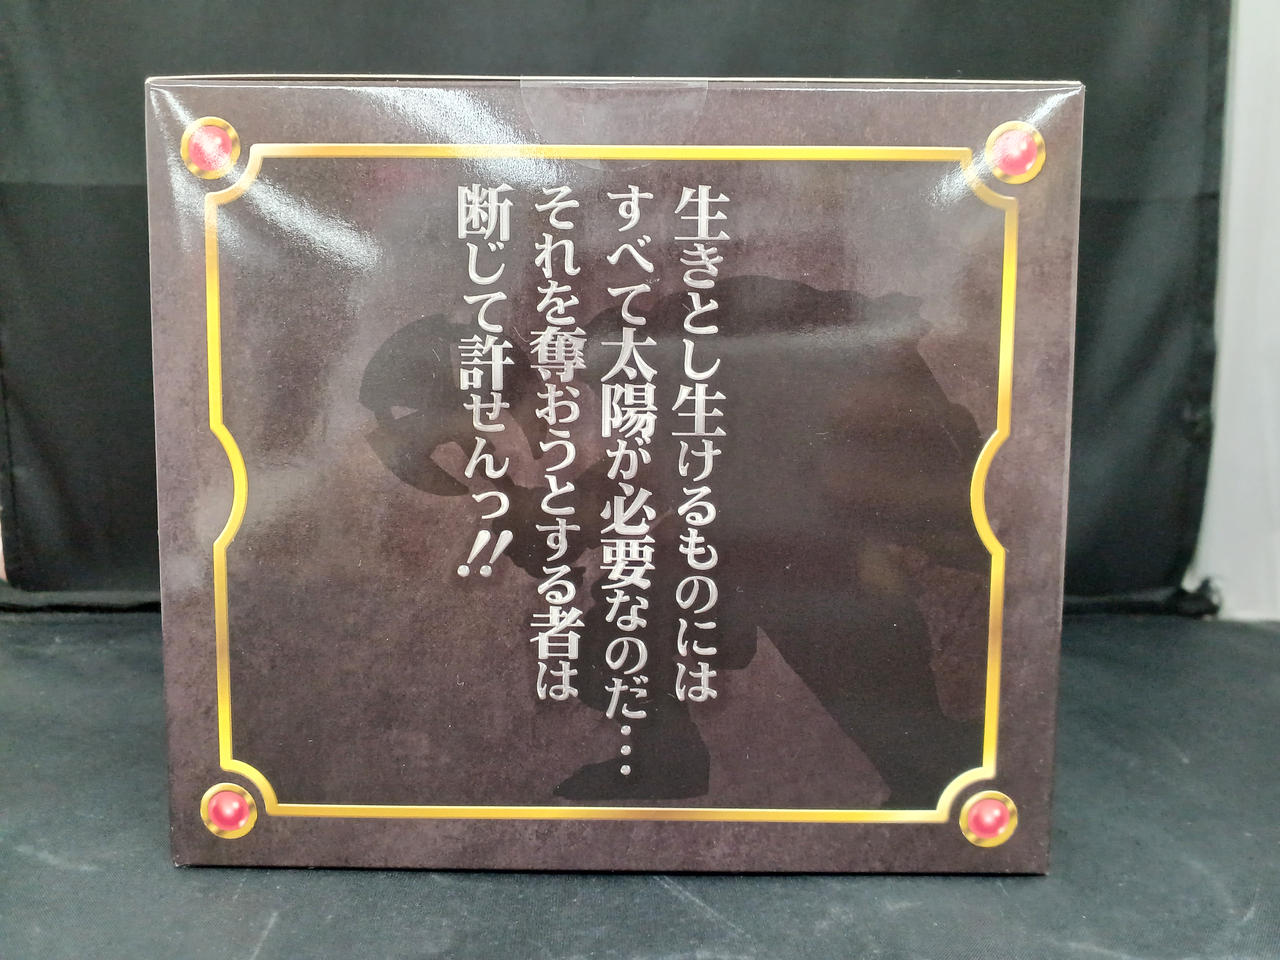 生きとし生けるものには
すべて太陽が必要なのだ…
それを奪おうとする者は
断じて許せんっ!!